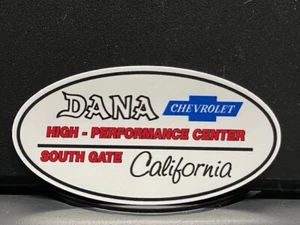 DANA CHEVROLET
HIGH - PERFORMANCE CENTER
SOUTH GATE California